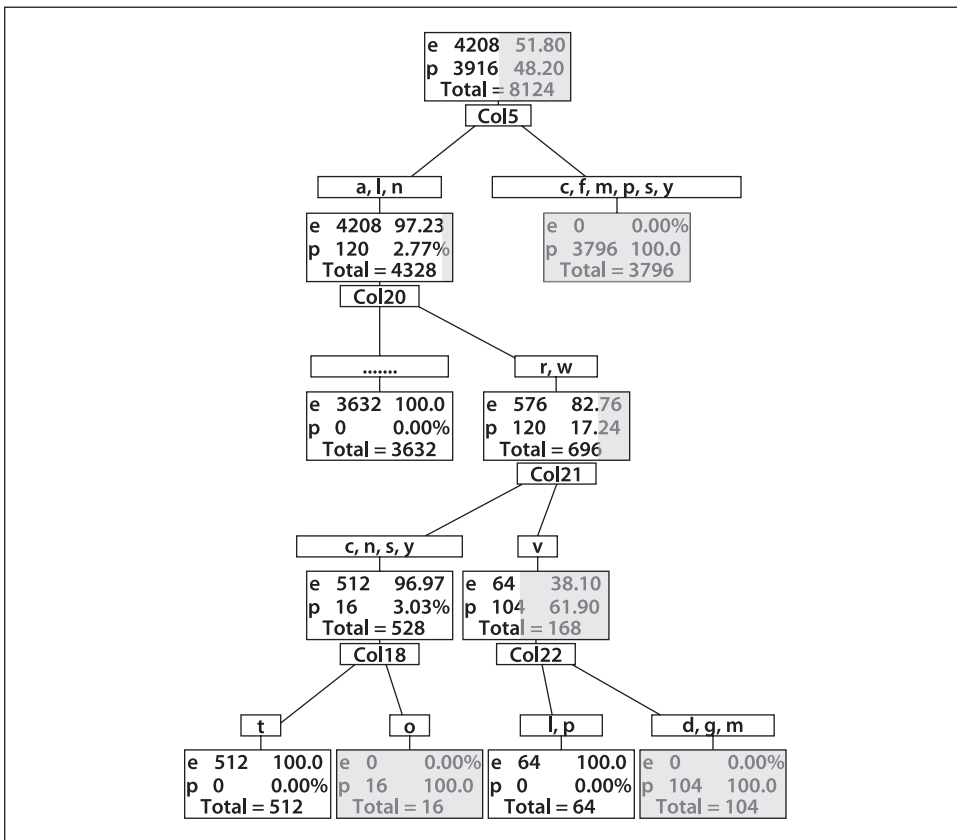 e 4208 51.80
p 3916 48.20
Total = 8124
Col5
a, l, n
c, f, m, p, s, y
e 4208 97.23
p 120 2.77%
Total = 4328
e 0 0.00%
p 3796 100.0
Total = 3796
Col20
.......
r, w
e 3632 100.0
p 0 0.00%
Total = 3632
e 576 82.76
p 120 17.24
Total = 696
Col21
c, n, s, y
v
e 512 96.97
p 16 3.03%
Total = 528
e 64 38.10
p 104 61.90
Total = 168
Col18
Col22
t
o
l, p
d, g, m
e 512 100.0
p 0 0.00%
Total = 512
e 0 0.00%
p 16 100.0
Total = 16
e 64 100.0
p 0 0.00%
Total = 64
e 0 0.00%
p 104 100.0
Total = 104